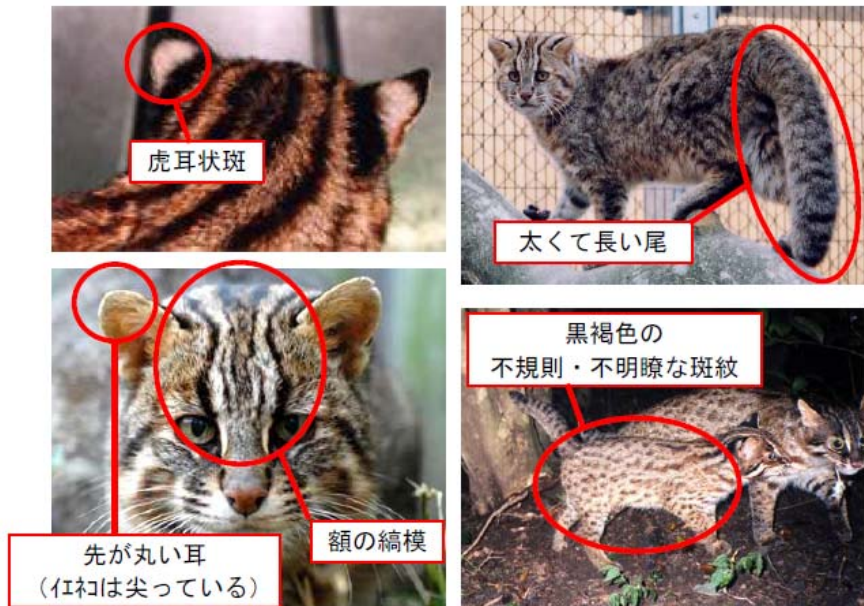 虎耳状斑
太くて長い尾
黒褐色の
不規則・不明瞭な斑紋
額の縞模
先が丸い耳
（ｲｴﾈｺは尖っている）